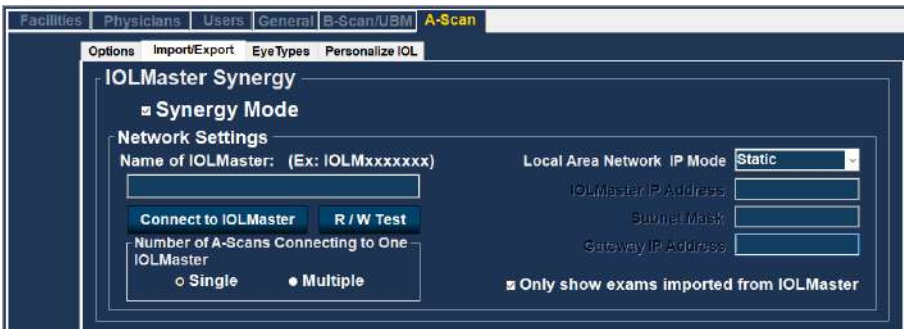 Facilities Physicians Users General B-Scan/UBM A-Scan
Options Import/Export EyeTypes Personalize IOL
IOLMaster Synergy
Synergy Mode
Network Settings
Name of IOLMaster: (Ex: IOLMxxxxxxx)
Local Area Network IP Mode Static
IOLMaster IP Address
Subnet Mask
Gateway IP Address
Connect to IOLMaster R / W Test
Number of A-Scans Connecting to One
IOLMaster
Single Multiple
Only show exams imported from IOLMaster